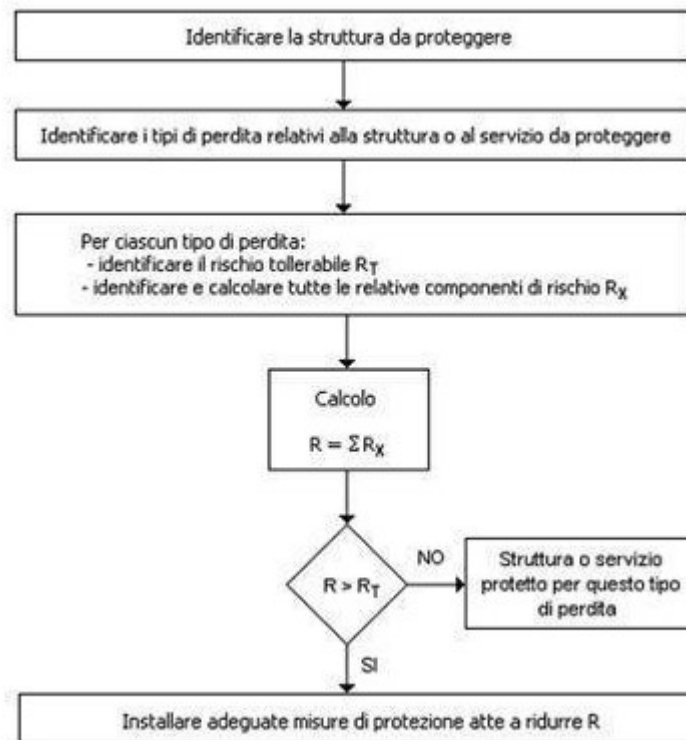 Identificare la struttura da proteggere
Identificare i tipi di perdita relativi alla struttura o al servizio da proteggere
Per ciascun tipo di perdita:
- identificare il rischio tollerabile RT
- identificare e calcolare tutte le relative componenti di rischio RX
Calcolo
R = ΣRX
R > RT
NO
Struttura o servizio
protetto per questo tipo
di perdita
SI
Installare adeguate misure di protezione atte a ridurre R